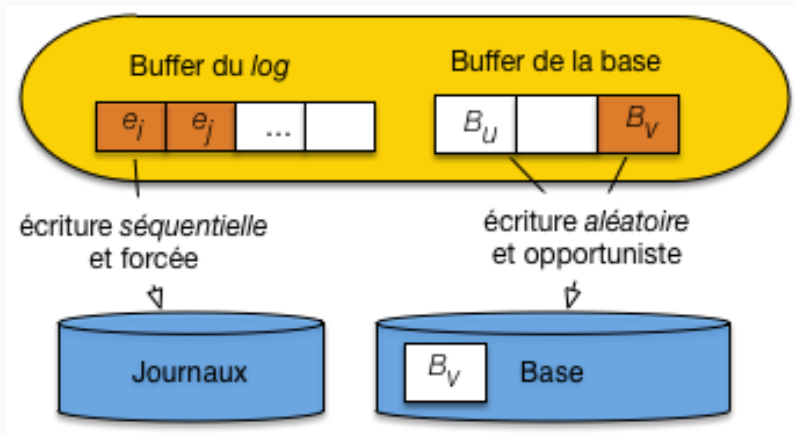 Buffer du log
Buffer de la base
ei ej ...
Bu Bv
écriture séquentielle
et forcée
écriture aléatoire
et opportuniste
Journaux
Bv Base